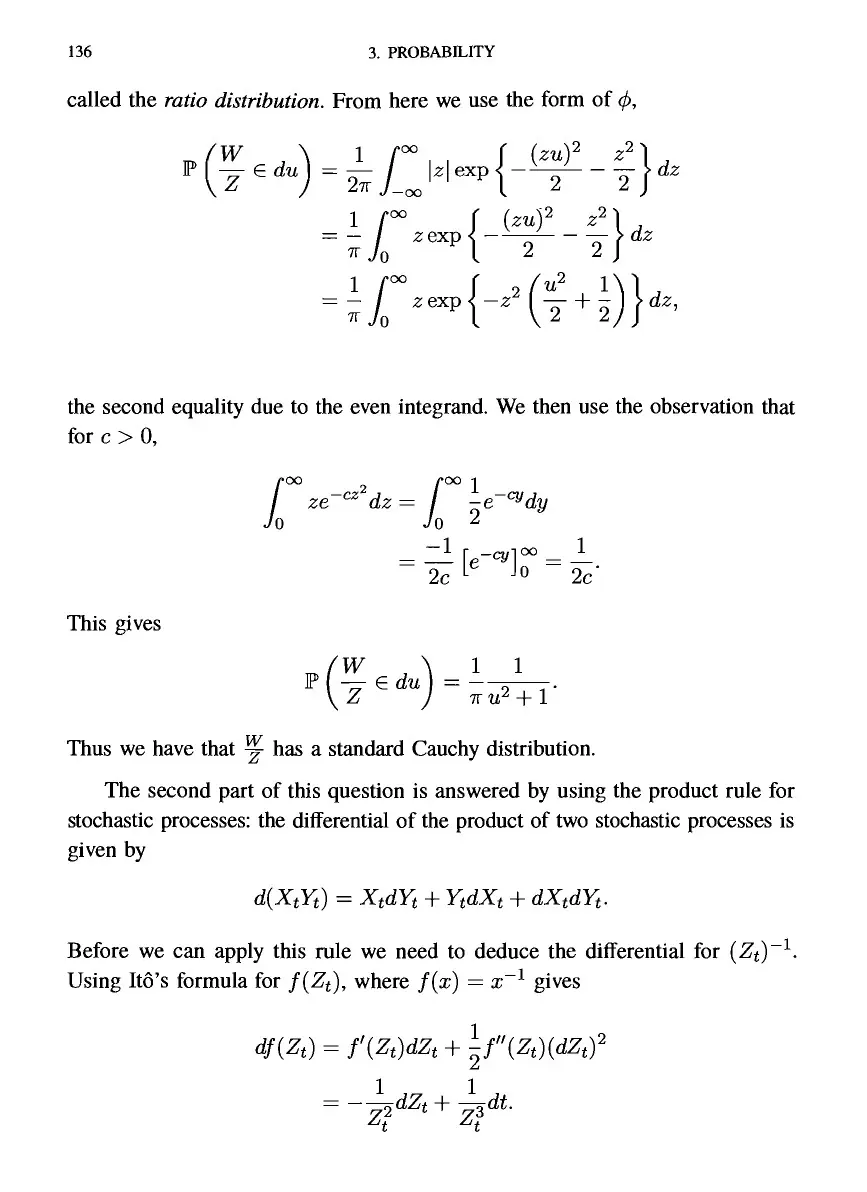 136 3. PROBABILITY
called the ratio distribution. From here we use the form of ϕ,
ℙ(W/Z ∈ du) = 1/(2π) ∫_{-∞}^{∞} |z| exp{−(zu)²/2 − z²/2} dz
= 1/π ∫_0^∞ z exp{−(zu)²/2 − z²/2} dz
= 1/π ∫_0^∞ z exp{−z²(u²/2 + 1/2)} dz,
the second equality due to the even integrand. We then use the observation that
for c > 0,
∫_0^∞ ze^{−cz²} dz = ∫_0^∞ 1/2 e^{−cy} dy
= −1/(2c) [e^{−cy}]_0^∞ = 1/(2c).
This gives
ℙ(W/Z ∈ du) = 1/π 1/(u² + 1).
Thus we have that W/Z has a standard Cauchy distribution.
The second part of this question is answered by using the product rule for
stochastic processes: the differential of the product of two stochastic processes is
given by
d(X_tY_t) = X_tdY_t + Y_tdX_t + dX_tdY_t.
Before we can apply this rule we need to deduce the differential for (Z_t)^{−1}.
Using Itô's formula for f(Z_t), where f(x) = x^{−1} gives
df(Z_t) = f′(Z_t)dZ_t + 1/2 f″(Z_t)(dZ_t)²
= −1/Z_t² dZ_t + 1/Z_t³ dt.